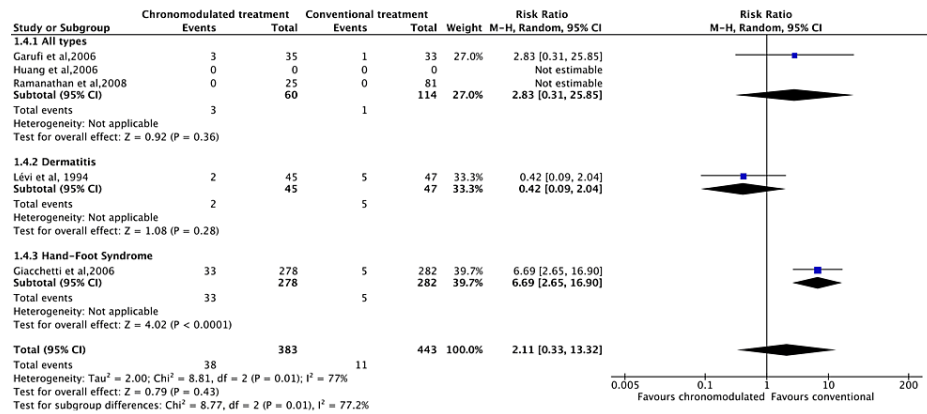 Chronomodulated treatment Conventional treatment Risk Ratio Risk Ratio
Study or Subgroup Events Total Events Total Weight M-H, Random, 95% CI M-H, Random, 95% CI
1.4.1 All types
Garufi et al,2006 3 35 1 33 27.0% 2.83 [0.31, 25.85]
Huang et al,2006 0 0 0 0 Not estimable
Ramanathan et al,2008 0 25 0 81 Not estimable
Subtotal (95% CI) 60 114 27.0% 2.83 [0.31, 25.85]
Total events 3 1
Heterogeneity: Not applicable
Test for overall effect: Z = 0.92 (P = 0.36)
1.4.2 Dermatitis
Lévi et al, 1994 2 45 5 47 33.3% 0.42 [0.09, 2.04]
Subtotal (95% CI) 45 47 33.3% 0.42 [0.09, 2.04]
Total events 2 5
Heterogeneity: Not applicable
Test for overall effect: Z = 1.08 (P = 0.28)
1.4.3 Hand-Foot Syndrome
Giacchetti et al,2006 33 278 5 282 39.7% 6.69 [2.65, 16.90]
Subtotal (95% CI) 278 282 39.7% 6.69 [2.65, 16.90]
Total events 33 5
Heterogeneity: Not applicable
Test for overall effect: Z = 4.02 (P < 0.0001)
Total (95% CI) 383 443 100.0% 2.11 [0.33, 13.32]
Total events 38 11
Heterogeneity: Tau² = 2.00; Chi² = 8.81, df = 2 (P = 0.01); I² = 77%
Test for overall effect: Z = 0.79 (P = 0.43)
Test for subgroup differences: Chi² = 8.77, df = 2 (P = 0.01), I² = 77.2%
0.005 0.1 1 10 200
Favours chronomodulated Favours conventional